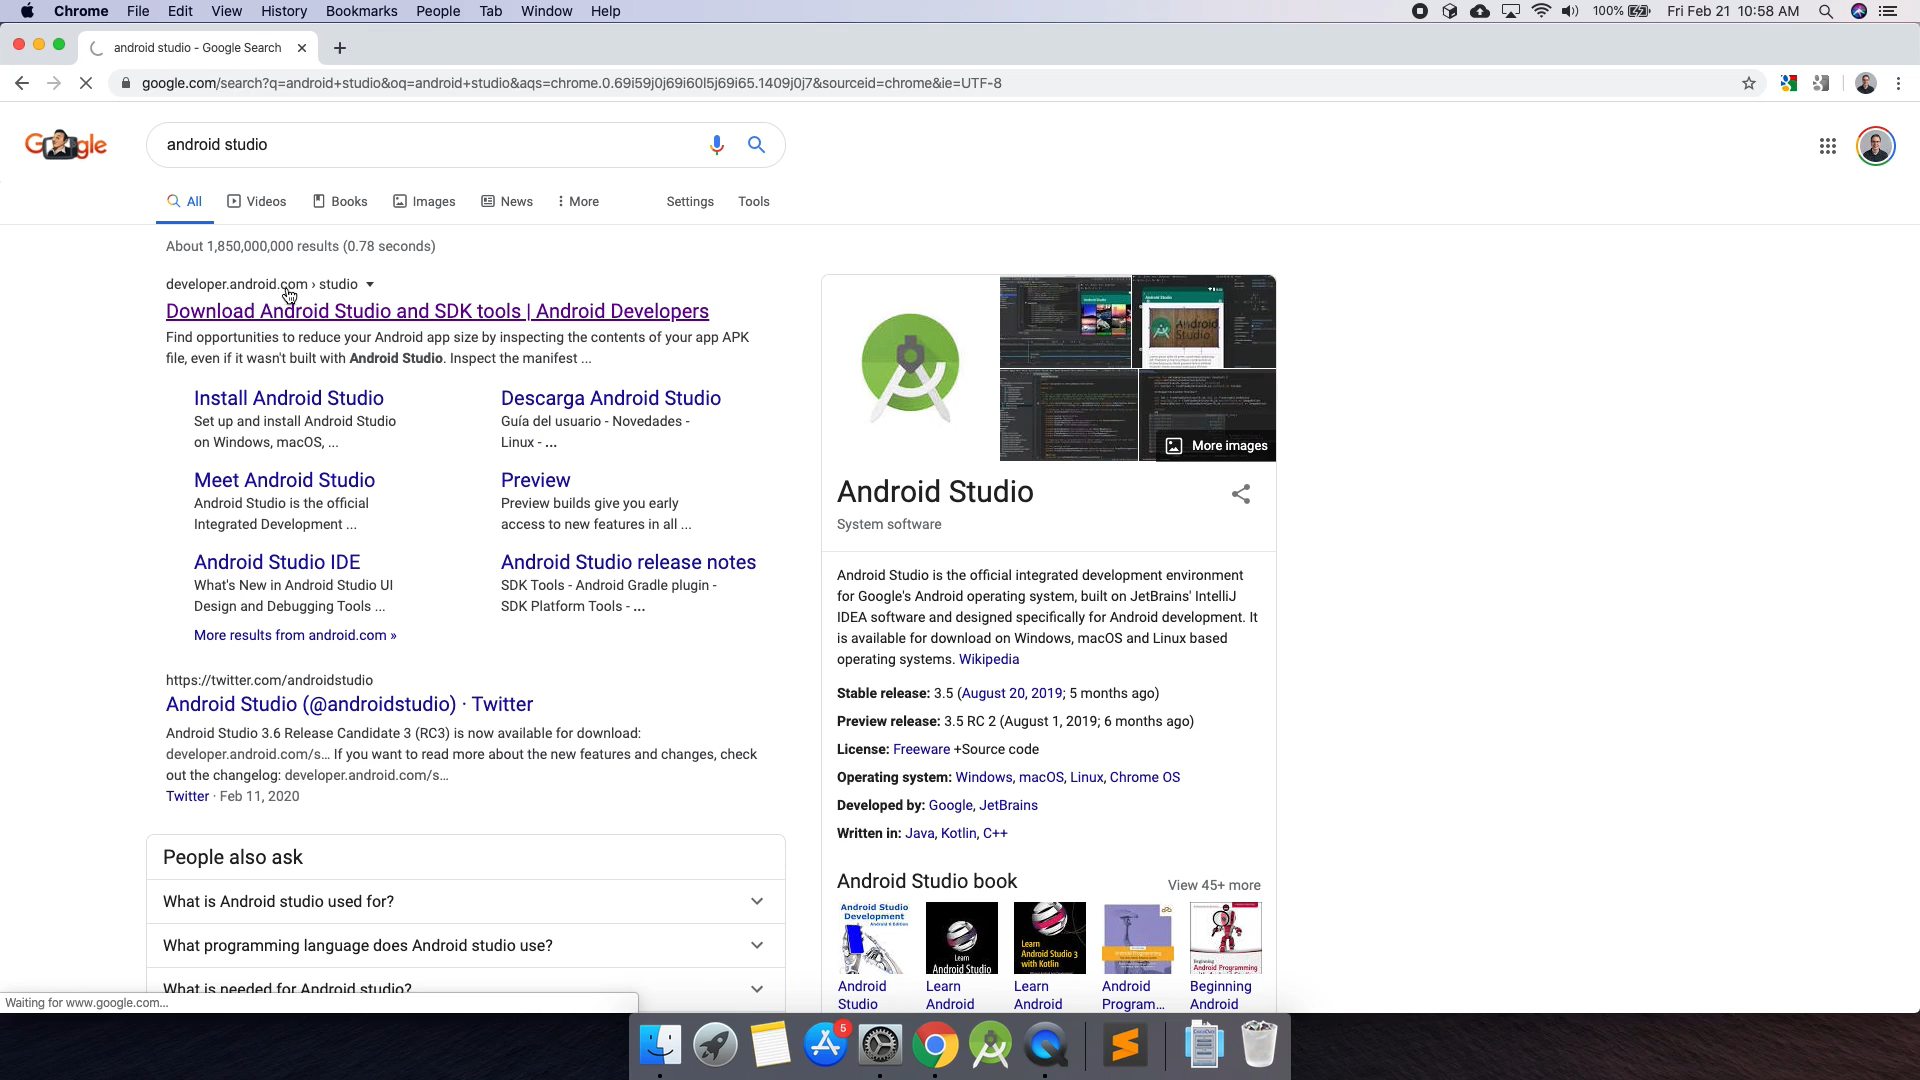 Chrome File Edit View History Bookmarks People Tab Window Help
100% Fri Feb 21 10:58 AM
android studio - Google Search
google.com/search?q=android+studio&oq=android+studio&aqs=chrome.0.69i59j0j69i60l5j69i65.1409j0j7&sourceid=chrome&ie=UTF-8
android studio
All Videos Books Images News More Settings Tools
About 1,850,000,000 results (0.78 seconds)
developer.android.com › studio
Download Android Studio and SDK tools | Android Developers
Find opportunities to reduce your Android app size by inspecting the contents of your app APK
file, even if it wasn't built with Android Studio. Inspect the manifest ...
Install Android Studio
Set up and install Android Studio
on Windows, macOS, ...
Descarga Android Studio
Guía del usuario - Novedades -
Linux - ...
Meet Android Studio
Android Studio is the official
Integrated Development ...
Preview
Preview builds give you early
access to new features in all ...
Android Studio IDE
What's New in Android Studio UI
Design and Debugging Tools ...
Android Studio release notes
SDK Tools - Android Gradle plugin -
SDK Platform Tools - ...
More results from android.com »
https://twitter.com/androidstudio
Android Studio (@androidstudio) · Twitter
Android Studio 3.6 Release Candidate 3 (RC3) is now available for download:
developer.android.com/s... If you want to read more about the new features and changes, check
out the changelog: developer.android.com/s...
Twitter · Feb 11, 2020
People also ask
What is Android studio used for?
What programming language does Android studio use?
What is needed for Android studio?
Waiting for www.google.com...
More images
Android Studio
System software
Android Studio is the official integrated development environment
for Google's Android operating system, built on JetBrains' IntelliJ
IDEA software and designed specifically for Android development. It
is available for download on Windows, macOS and Linux based
operating systems. Wikipedia
Stable release: 3.5 (August 20, 2019; 5 months ago)
Preview release: 3.5 RC 2 (August 1, 2019; 6 months ago)
License: Freeware +Source code
Operating system: Windows, macOS, Linux, Chrome OS
Developed by: Google, JetBrains
Written in: Java, Kotlin, C++
Android Studio book
View 45+ more
Android Studio
Development
Learn
Android Studio
Learn
Android Studio 3
with Kotlin
Android Programming
Beginning
Android Programming
Android
Studio
Learn
Android
Learn
Android
Android
Program...
Beginning
Android
5